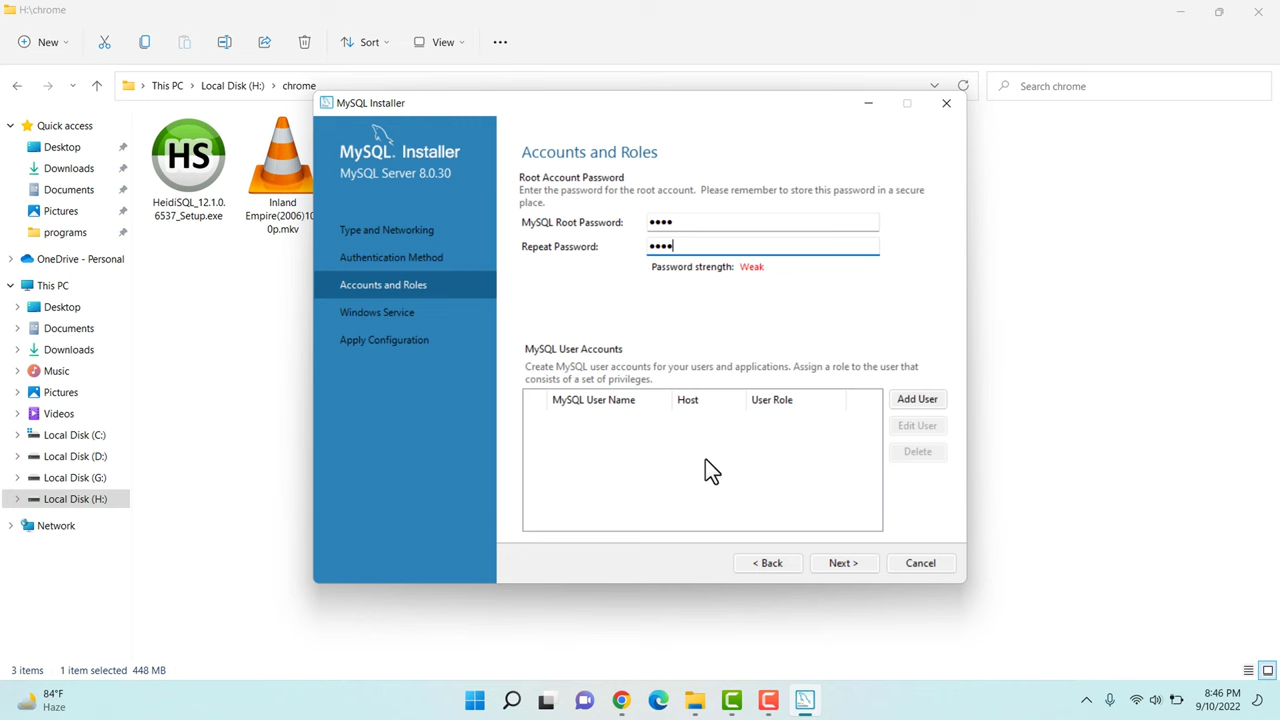 H:\chrome
New
Sort
View
This PC
Local Disk (H:)
chrome
Search chrome
Quick access
Desktop
Downloads
Documents
Pictures
programs
OneDrive - Personal
This PC
Desktop
Documents
Downloads
Music
Pictures
Videos
Local Disk (C:)
Local Disk (D:)
Local Disk (G:)
Local Disk (H:)
Network
HS
HeidiSQL_12.1.0.
6537_Setup.exe
Inland
Empire(2006)10
0p.mkv
MySQL Installer
MySQL. Installer
MySQL Server 8.0.30
Type and Networking
Authentication Method
Accounts and Roles
Windows Service
Apply Configuration
Accounts and Roles
Root Account Password
Enter the password for the root account. Please remember to store this password in a secure
place.
MySQL Root Password: ••••
Repeat Password: ••••
Password strength: Weak
MySQL User Accounts
Create MySQL user accounts for your users and applications. Assign a role to the user that
consists of a set of privileges.
MySQL User Name Host User Role
Add User
Edit User
Delete
< Back Next > Cancel
3 items 1 item selected 448 MB
84°F
Haze
8:46 PM
9/10/2022